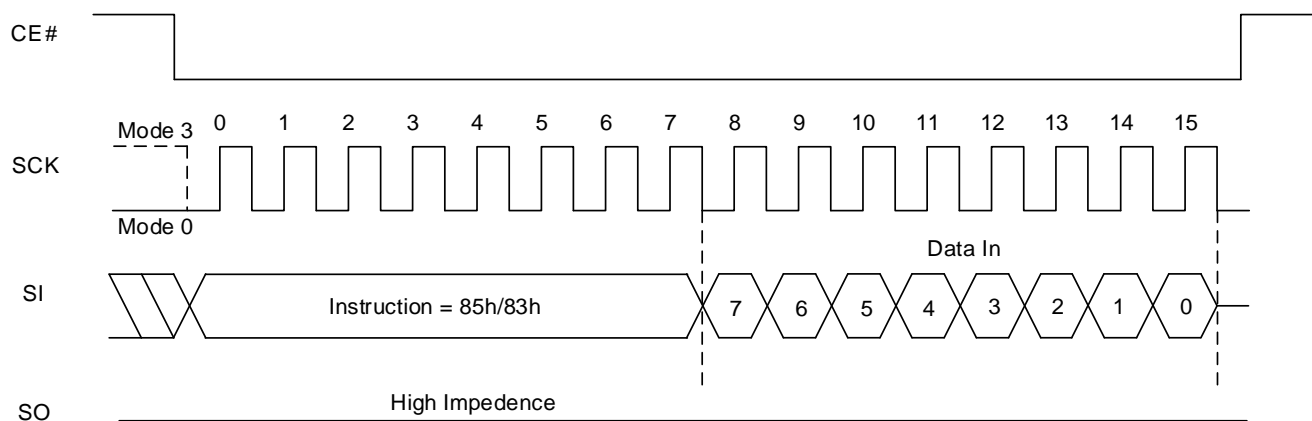 CE#
Mode 3
0 1 2 3 4 5 6 7 8 9 10 11 12 13 14 15
SCK
Mode 0
Data In
SI
Instruction = 85h/83h
7 6 5 4 3 2 1 0
High Impedence
SO